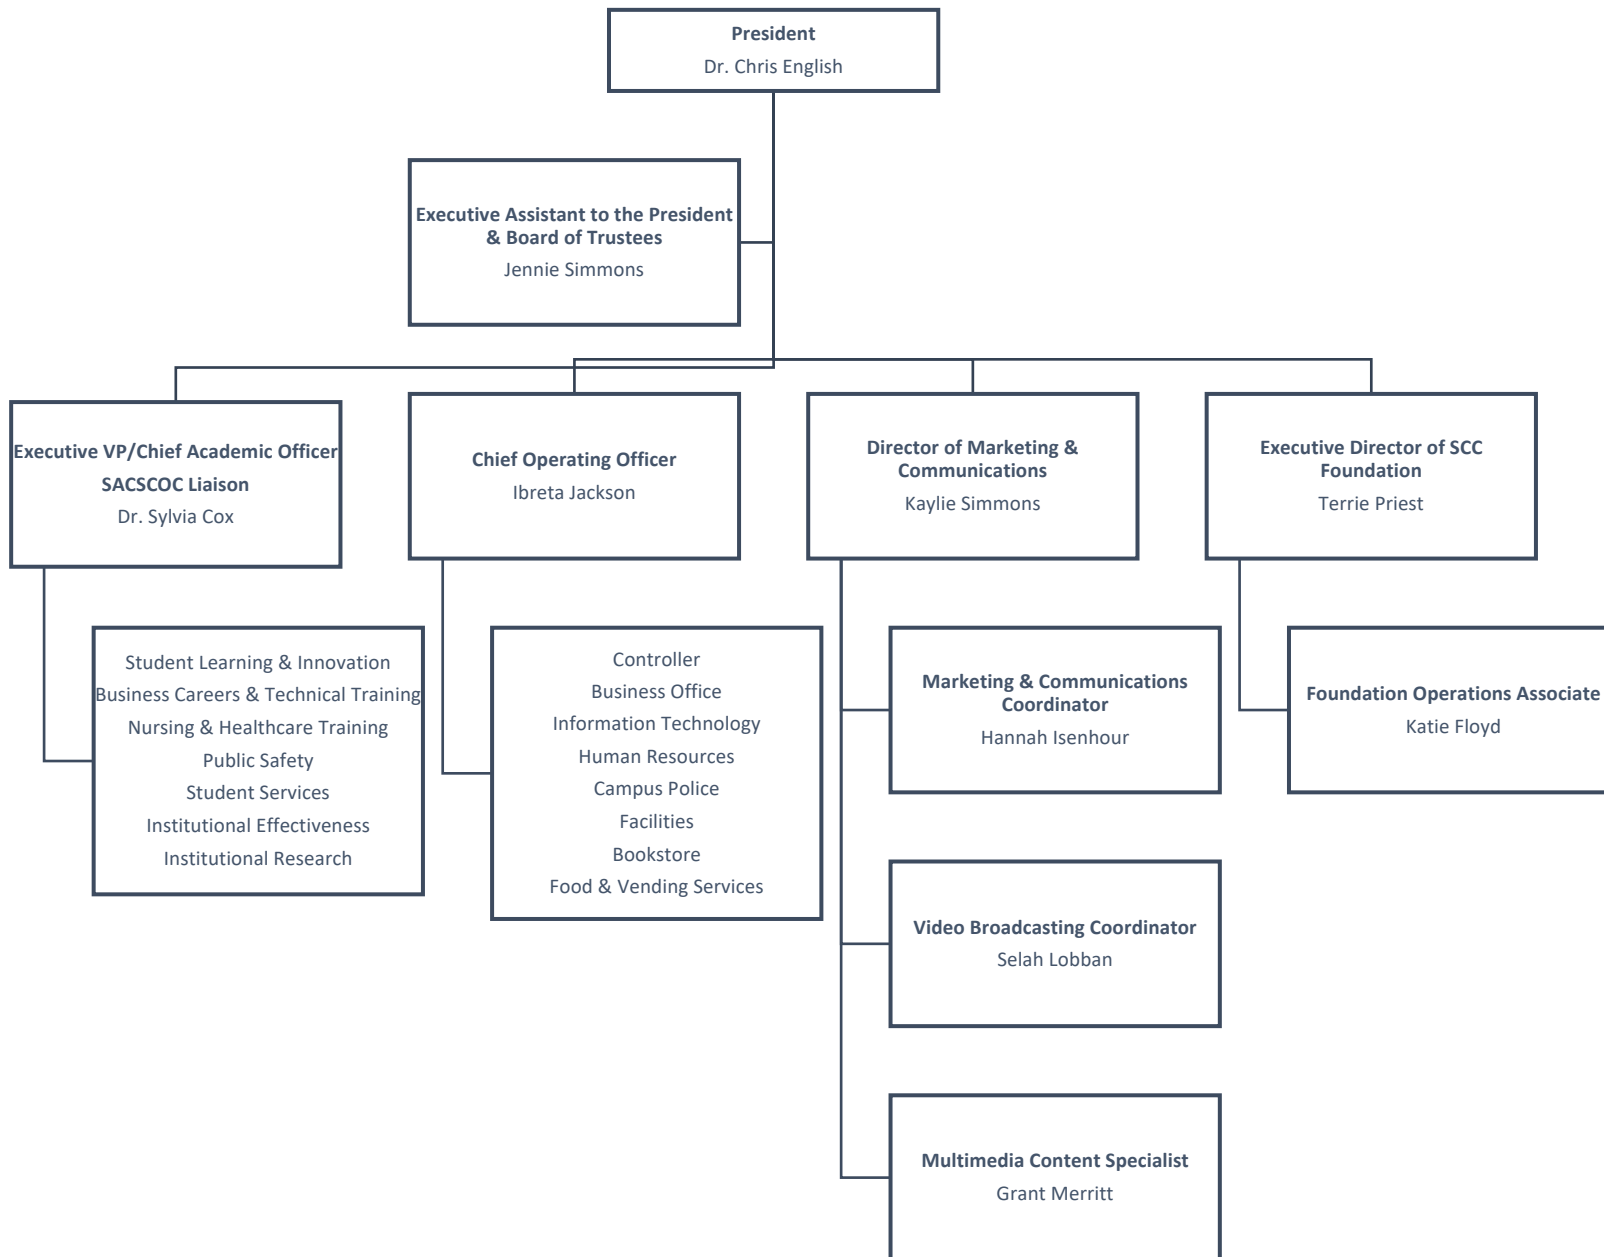 President
Dr. Chris English
Executive Assistant to the President
& Board of Trustees
Jennie Simmons
Executive VP/Chief Academic Officer
SACSCOC Liaison
Dr. Sylvia Cox
Chief Operating Officer
Ibreta Jackson
Director of Marketing &
Communications
Kaylie Simmons
Executive Director of SCC
Foundation
Terrie Priest
Student Learning & Innovation
Business Careers & Technical Training
Nursing & Healthcare Training
Public Safety
Student Services
Institutional Effectiveness
Institutional Research
Controller
Business Office
Information Technology
Human Resources
Campus Police
Facilities
Bookstore
Food & Vending Services
Marketing & Communications
Coordinator
Hannah Isenhour
Foundation Operations Associate
Katie Floyd
Video Broadcasting Coordinator
Selah Lobban
Multimedia Content Specialist
Grant Merritt